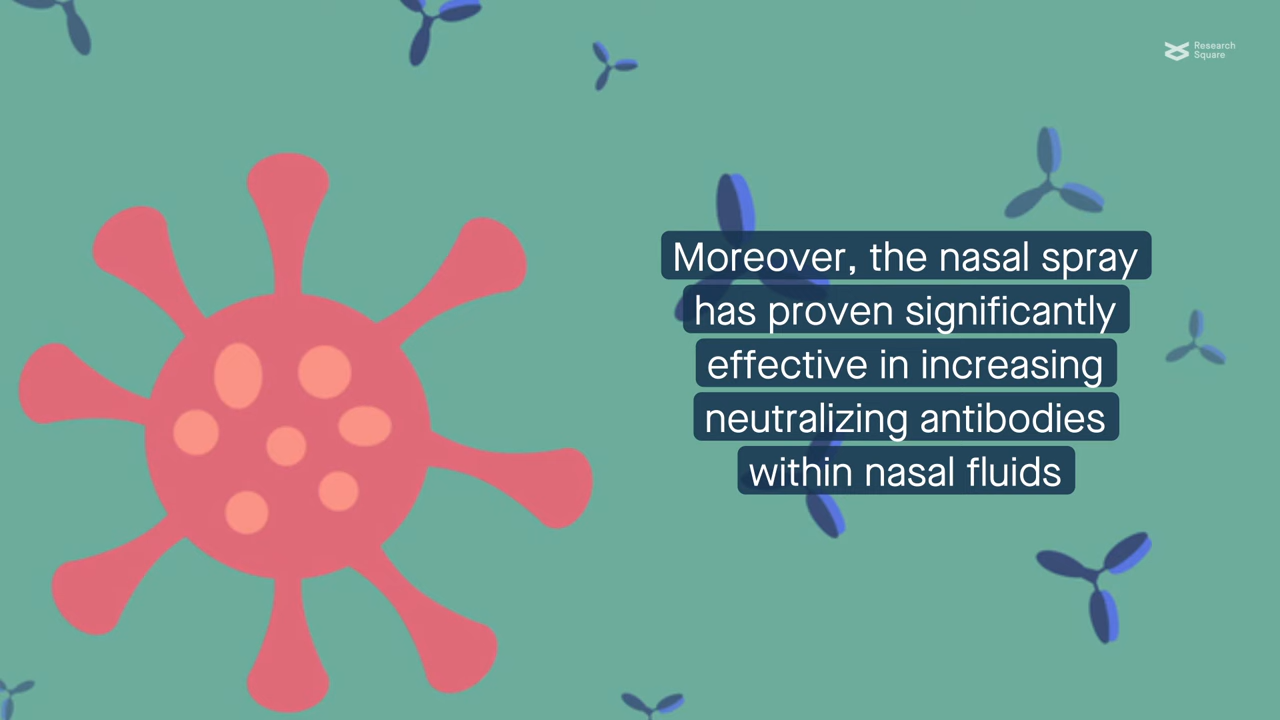 Research
Square
Moreover, the nasal spray
has proven significantly
effective in increasing
neutralizing antibodies
within nasal fluids